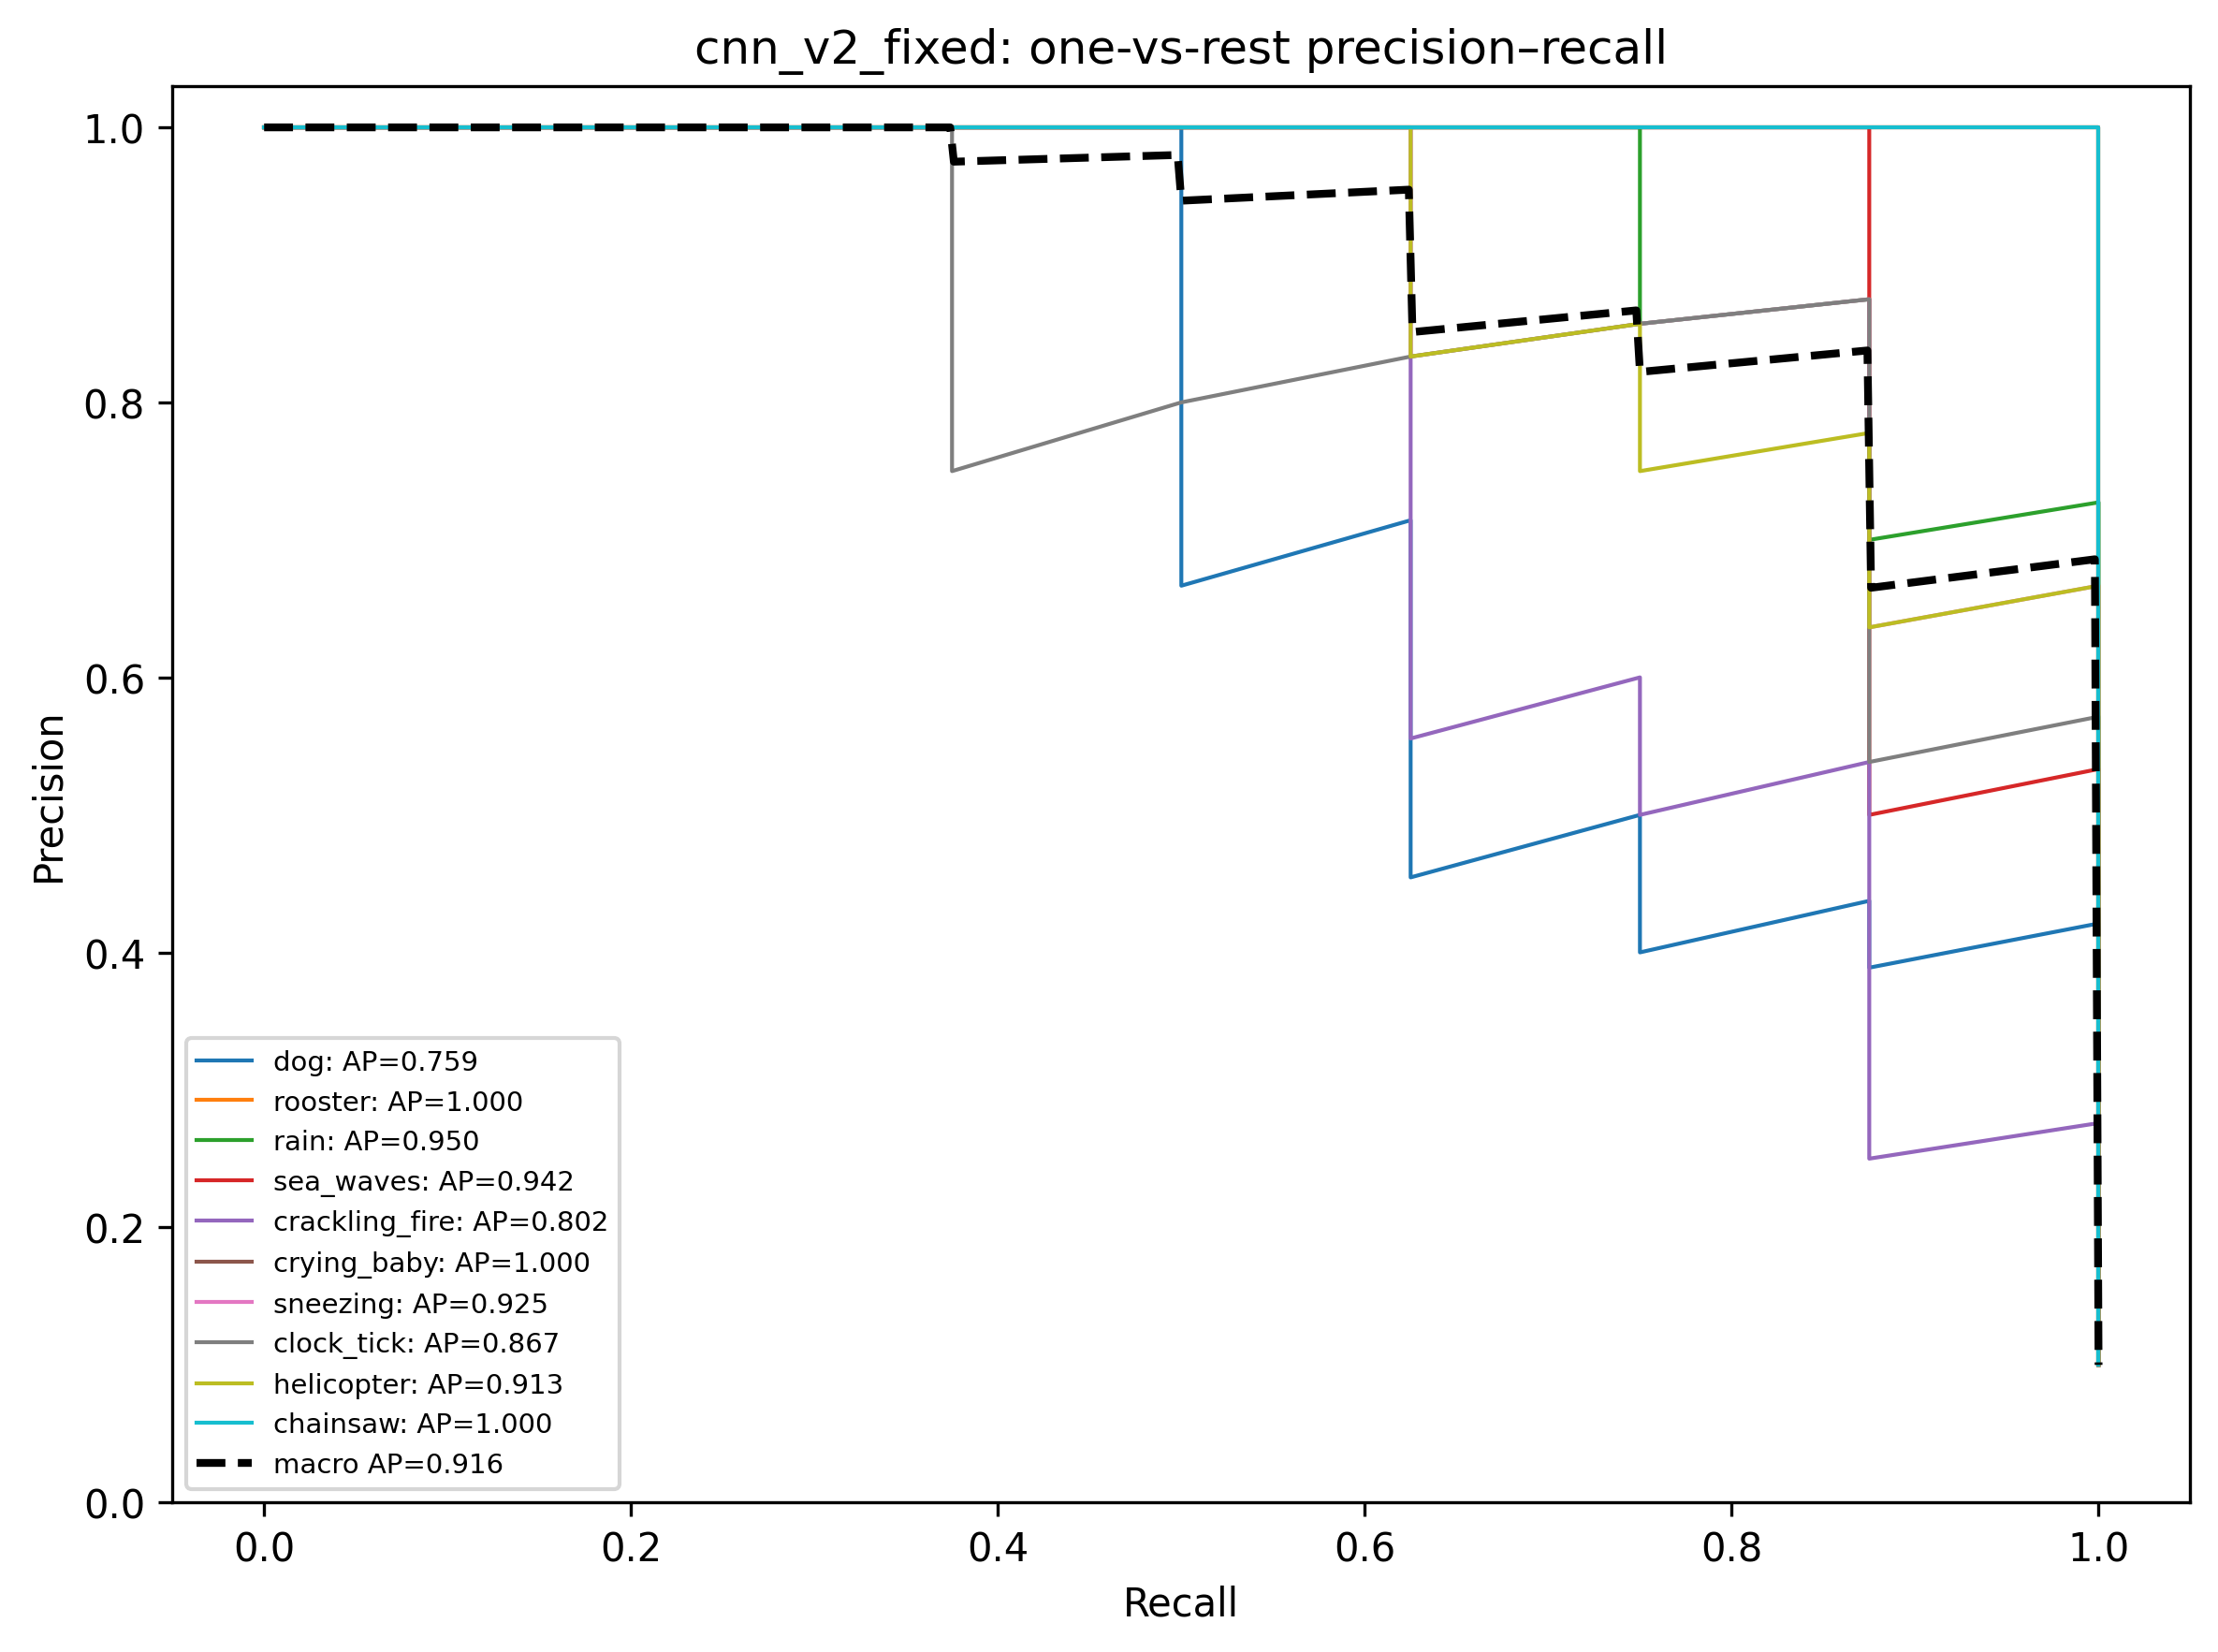 cnn_v2_fixed: one-vs-rest precision–recall
1.0
0.8
0.6
0.4
0.2
0.0
Precision
dog: AP=0.759
rooster: AP=1.000
rain: AP=0.950
sea_waves: AP=0.942
crackling_fire: AP=0.802
crying_baby: AP=1.000
sneezing: AP=0.925
clock_tick: AP=0.867
helicopter: AP=0.913
chainsaw: AP=1.000
macro AP=0.916
0.0 0.2 0.4 0.6 0.8 1.0
Recall